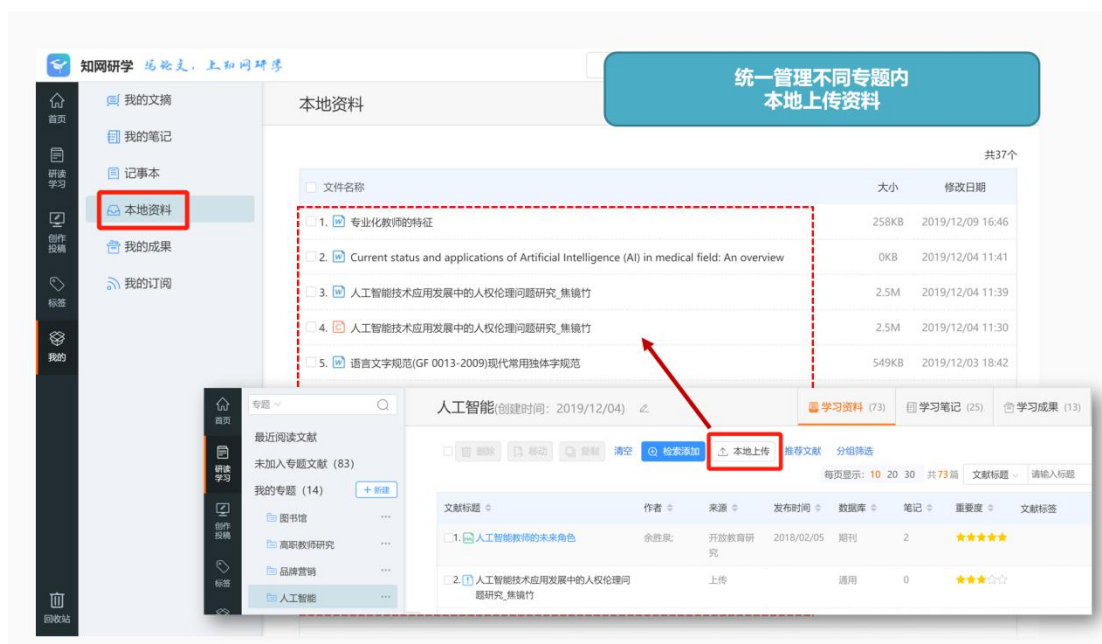 知网研学 写论文，上知网研学
统一管理不同专题内
本地上传资料
首页
研读
学习
创作
投稿
标签
我的
回收站
我的文摘
我的笔记
记事本
本地资料
我的成果
我的订阅
本地资料
共37个
文件名称 大小 修改日期
1. 专业化教师的特征 258KB 2019/12/09 16:46
2. Current status and applications of Artificial Intelligence (AI) in medical field: An overview 0KB 2019/12/04 11:41
3. 人工智能技术应用发展中的人权伦理问题研究_焦镜竹 2.5M 2019/12/04 11:39
4. 人工智能技术应用发展中的人权伦理问题研究_焦镜竹 2.5M 2019/12/04 11:30
5. 语言文字规范(GF 0013-2009)现代常用独体字规范 549KB 2019/12/03 18:42
首页
研读
学习
创作
投稿
标签
专题
最近阅读文献
未加入专题文献 (83)
我的专题 (14) +新建
图书馆
高职教师研究
品牌营销
人工智能
人工智能(创建时间：2019/12/04)
学习资料 (73) 学习笔记 (25) 学习成果 (13)
删除 移动 复制 清空 检索添加 本地上传 推荐文献 分组筛选
每页显示: 10 20 30 共73篇 文献标题 请输入标题
文献标题 作者 来源 发布时间 数据库 笔记 重要度 文献标签
1. 人工智能教师的未来角色 余胜泉; 开放教育研究 2018/02/05 期刊 2
2. 人工智能技术应用发展中的人权伦理问 上传 通用 0
题研究_焦镜竹